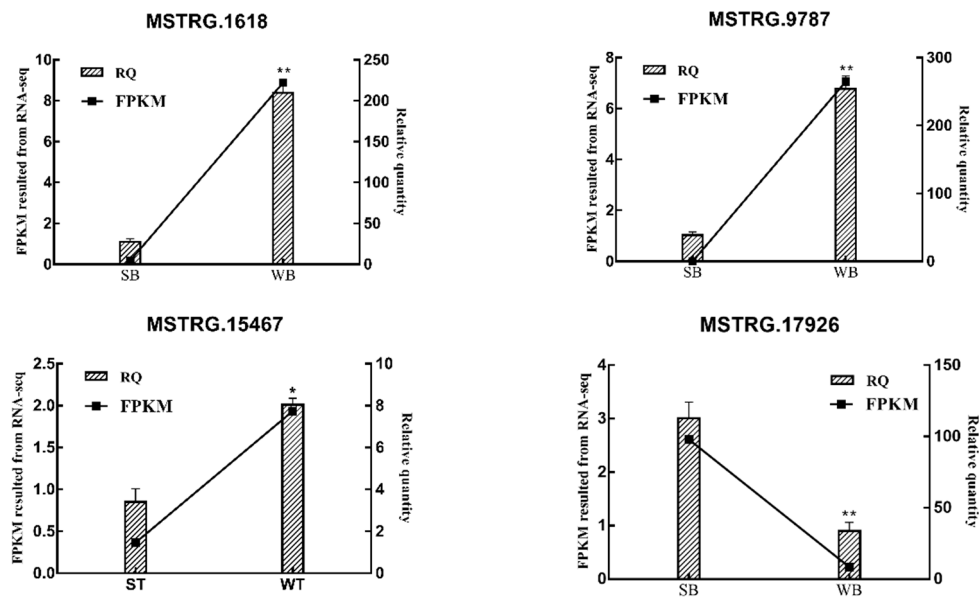 MSTRG.1618
FPKM resulted from RNA-seq
10
8
6
4
2
0
RQ
FPKM
**
250
200
150
100
50
0
Relative quantity
SB
WB
MSTRG.9787
FPKM resulted from RNA-seq
8
6
4
2
0
RQ
FPKM
**
300
200
100
0
Relative quantity
SB
WB
MSTRG.15467
FPKM resulted from RNA-seq
2.5
2.0
1.5
1.0
0.5
0.0
RQ
FPKM
*
10
8
6
4
2
0
Relative quantity
ST
WT
MSTRG.17926
FPKM resulted from RNA-seq
4
3
2
1
0
RQ
FPKM
**
150
100
50
0
Relative quantity
SB
WB